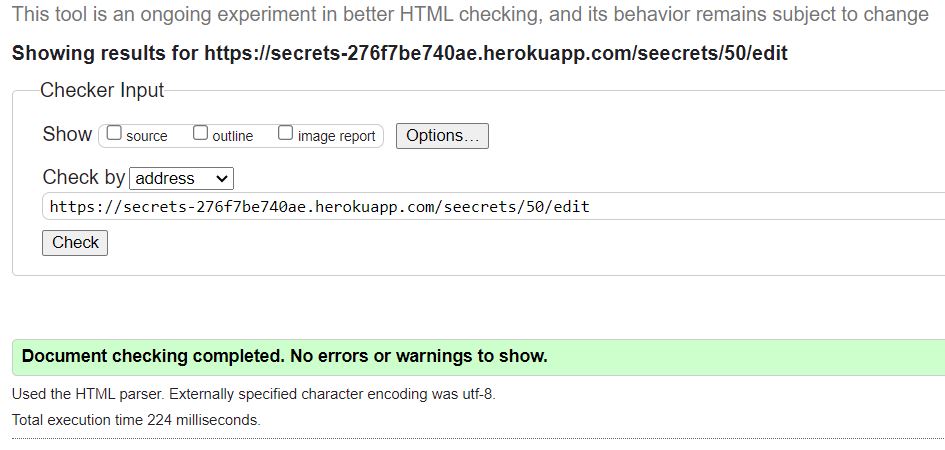 This tool is an ongoing experiment in better HTML checking, and its behavior remains subject to change
Showing results for https://secrets-276f7be740ae.herokuapp.com/seecrets/50/edit
Checker Input
Show source outline image report Options...
Check by address
https://secrets-276f7be740ae.herokuapp.com/seecrets/50/edit
Check
Document checking completed. No errors or warnings to show.
Used the HTML parser. Externally specified character encoding was utf-8.
Total execution time 224 milliseconds.